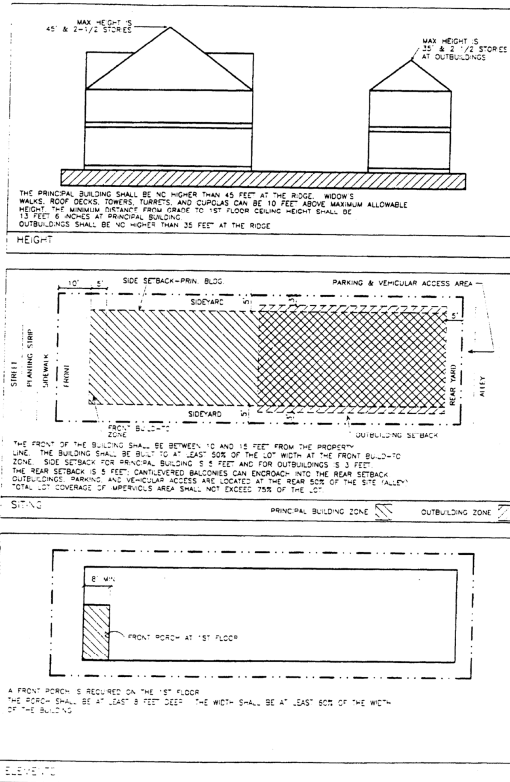 MAX HEIGHT IS
45' & 2-1/2 STORIES
MAX HEIGHT IS
35' & 2 1/2 STORIES
AT OUTBUILDINGS
THE PRINCIPAL BUILDING SHALL BE NO HIGHER THAN 45 FEET AT THE RIDGE. WIDOW'S
WALKS, ROOF DECKS, TOWERS, TURRETS, AND CUPOLAS CAN BE 10 FEET ABOVE MAXIMUM ALLOWABLE
HEIGHT. THE MINIMUM DISTANCE FROM GRADE TO 1ST FLOOR CEILING HEIGHT SHALL BE
13 FEET 6 INCHES AT PRINCIPAL BUILDING
OUTBUILDINGS SHALL BE NO HIGHER THAN 35 FEET AT THE RIDGE
HEIGHT
SIDE SETBACK-PRIN. BLDG.
PARKING & VEHICULAR ACCESS AREA
10' 5'
SIDEYARD
5' 3'
5'
STREET
PLANTING STRIP
SIDEWALK
FRONT
REAR YARD
ALLEY
SIDEYARD
5' 3'
FRONT BUILD-TO
ZONE
OUTBUILDING SETBACK
THE FRONT OF THE BUILDING SHALL BE BETWEEN 10 AND 15 FEET FROM THE PROPERTY
LINE. THE BUILDING SHALL BE BUILT TO AT LEAST 50% OF THE LOT WIDTH AT THE FRONT BUILD-TO
ZONE. SIDE SETBACK FOR PRINCIPAL BUILDING IS 5 FEET AND FOR OUTBUILDINGS IS 3 FEET
THE REAR SETBACK IS 5 FEET; CANTILEVERED BALCONIES CAN ENCROACH INTO THE REAR SETBACK
OUTBUILDINGS, PARKING, AND VEHICULAR ACCESS ARE LOCATED AT THE REAR 50% OF THE SITE (ALLEY)
TOTAL LOT COVERAGE OF IMPERVIOUS AREA SHALL NOT EXCEED 75% OF THE LOT.
SITING
PRINCIPAL BUILDING ZONE
OUTBUILDING ZONE
8' MIN.
FRONT PORCH AT 1ST FLOOR
A FRONT PORCH IS REQUIRED ON THE 1ST FLOOR
THE PORCH SHALL BE AT LEAST 8 FEET DEEP. THE WIDTH SHALL BE AT LEAST 60% OF THE WIDTH
OF THE BUILDING
ELEMENTS